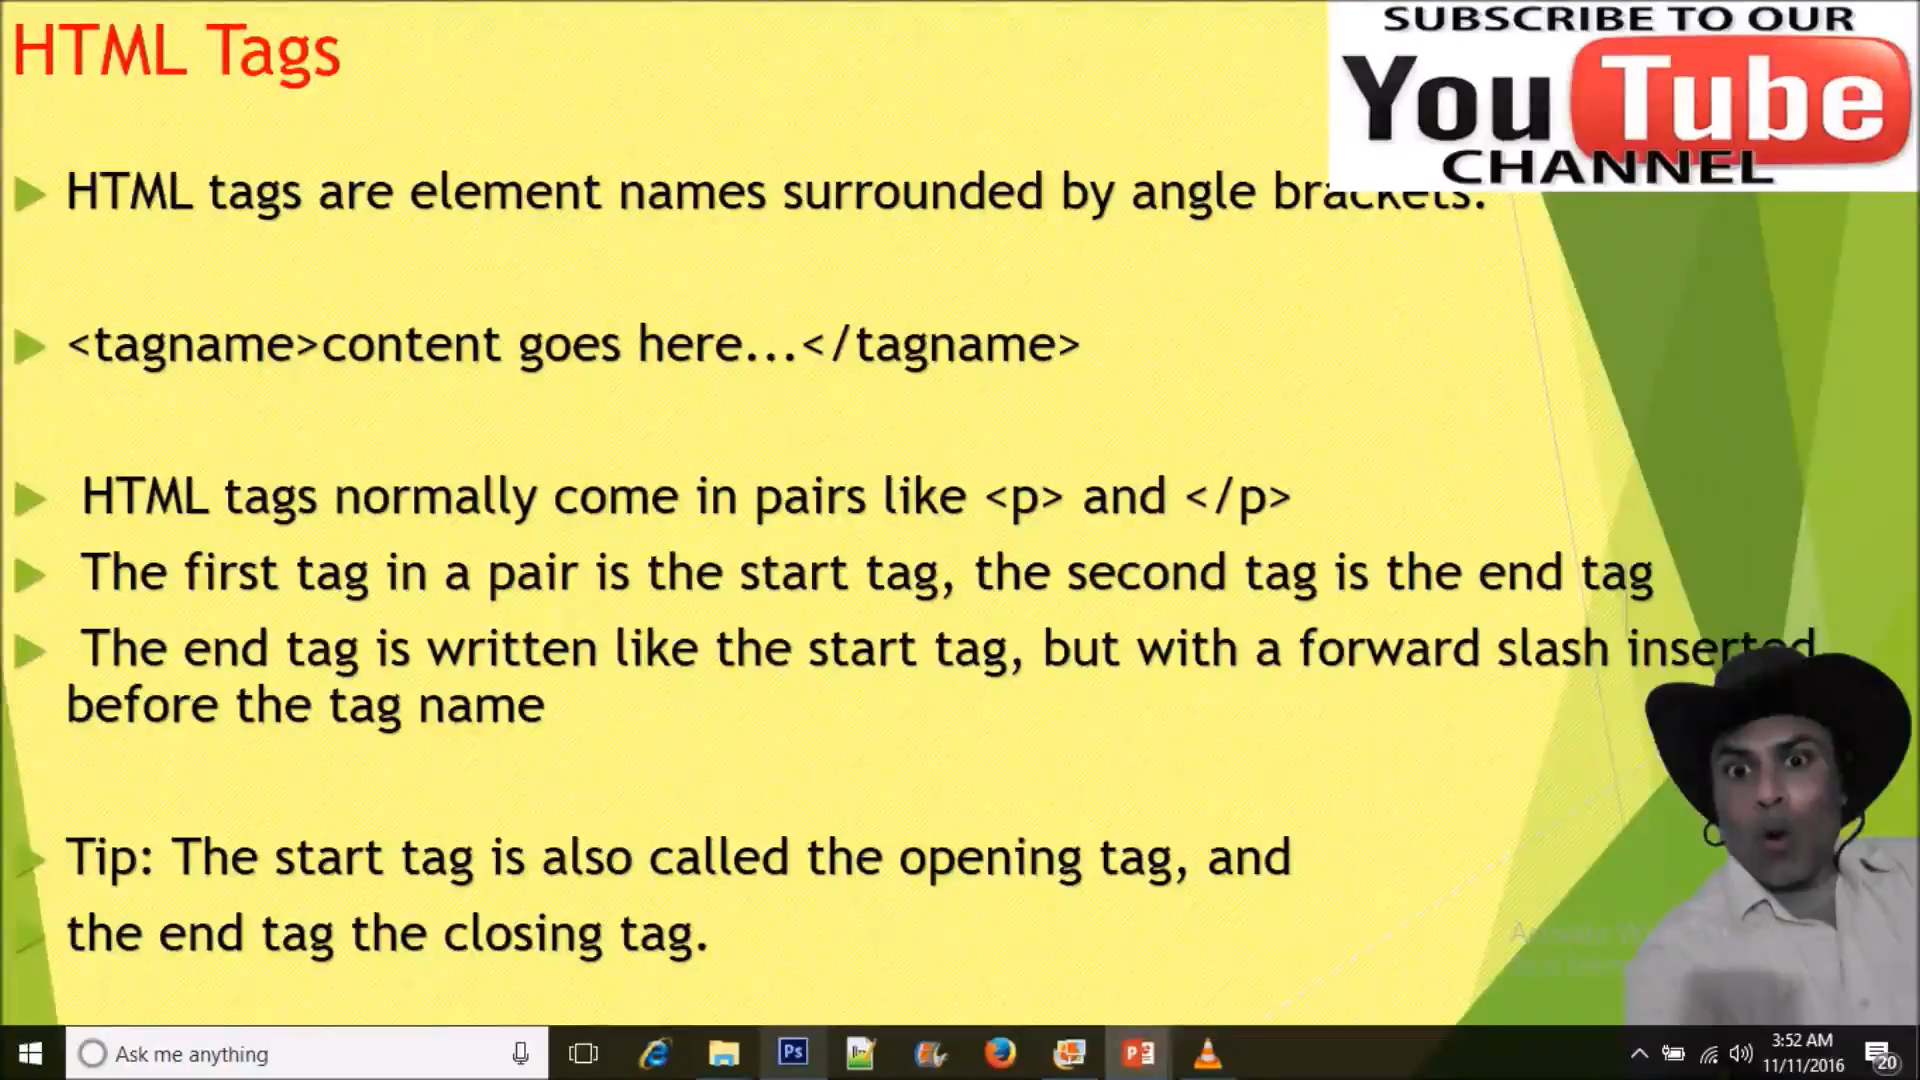 HTML Tags
SUBSCRIBE TO OUR
YouTube
CHANNEL
HTML tags are element names surrounded by angle brackets.
<tagname>content goes here...</tagname>
HTML tags normally come in pairs like <p> and </p>
The first tag in a pair is the start tag, the second tag is the end tag
The end tag is written like the start tag, but with a forward slash inserted
before the tag name
Tip: The start tag is also called the opening tag, and
the end tag the closing tag.
Ask me anything
Ps
3:52 AM
11/11/2016
20